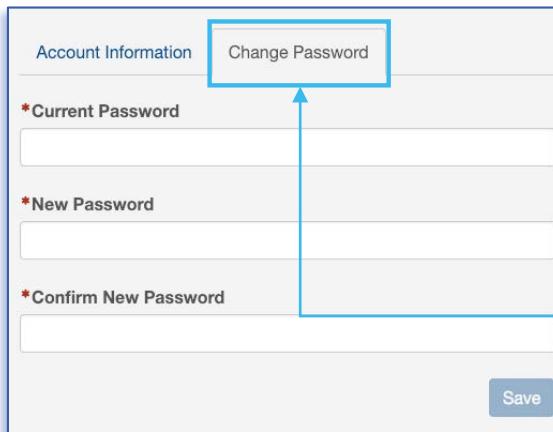 Account Information Change Password
*Current Password
*New Password
*Confirm New Password
Save